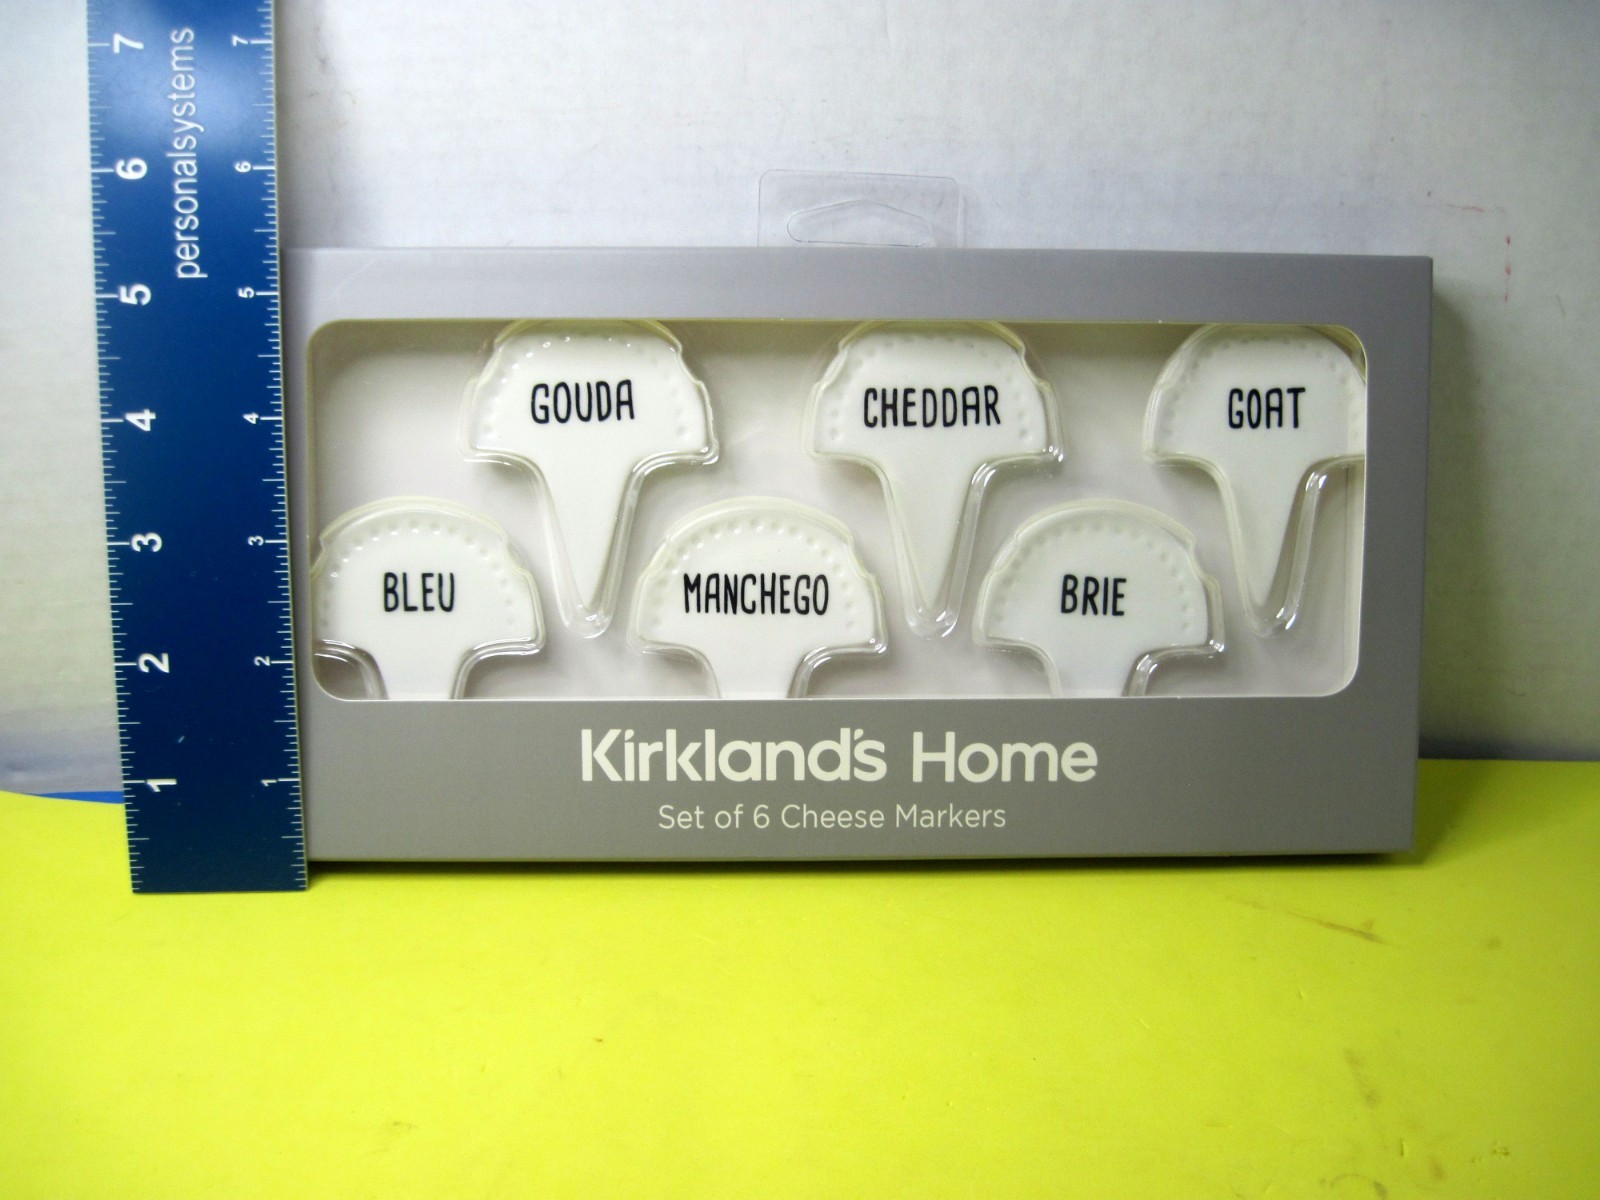 7 6 5 4 3 2 1
personalsystems
7 6 5 4 3 2 1
GOUDA CHEDDAR GOAT
BLEU MANCHEGO BRIE
Kirkland's Home
Set of 6 Cheese Markers